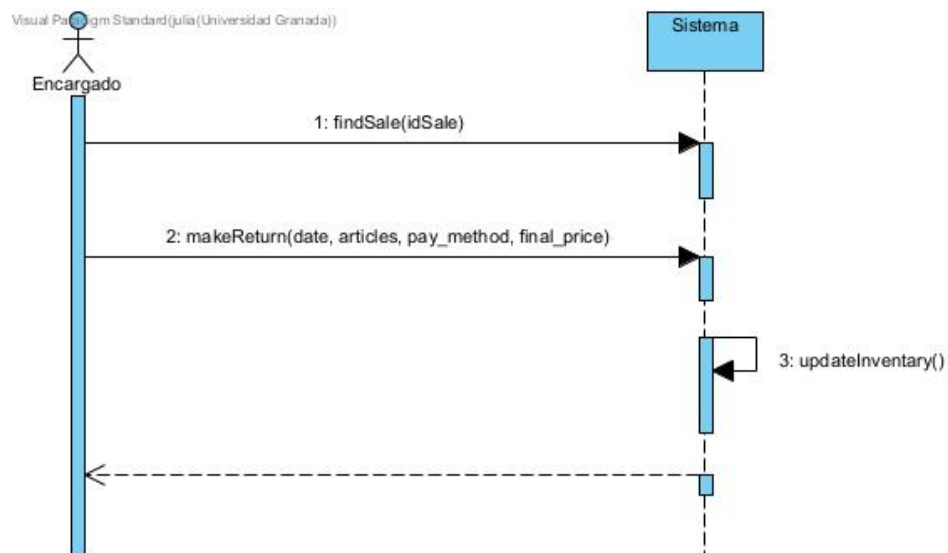 Visual Paradigm Standard(julia(Universidad Granada))
Sistema
Encargado
1: findSale(idSale)
2: makeReturn(date, articles, pay_method, final_price)
3: updateInventary()